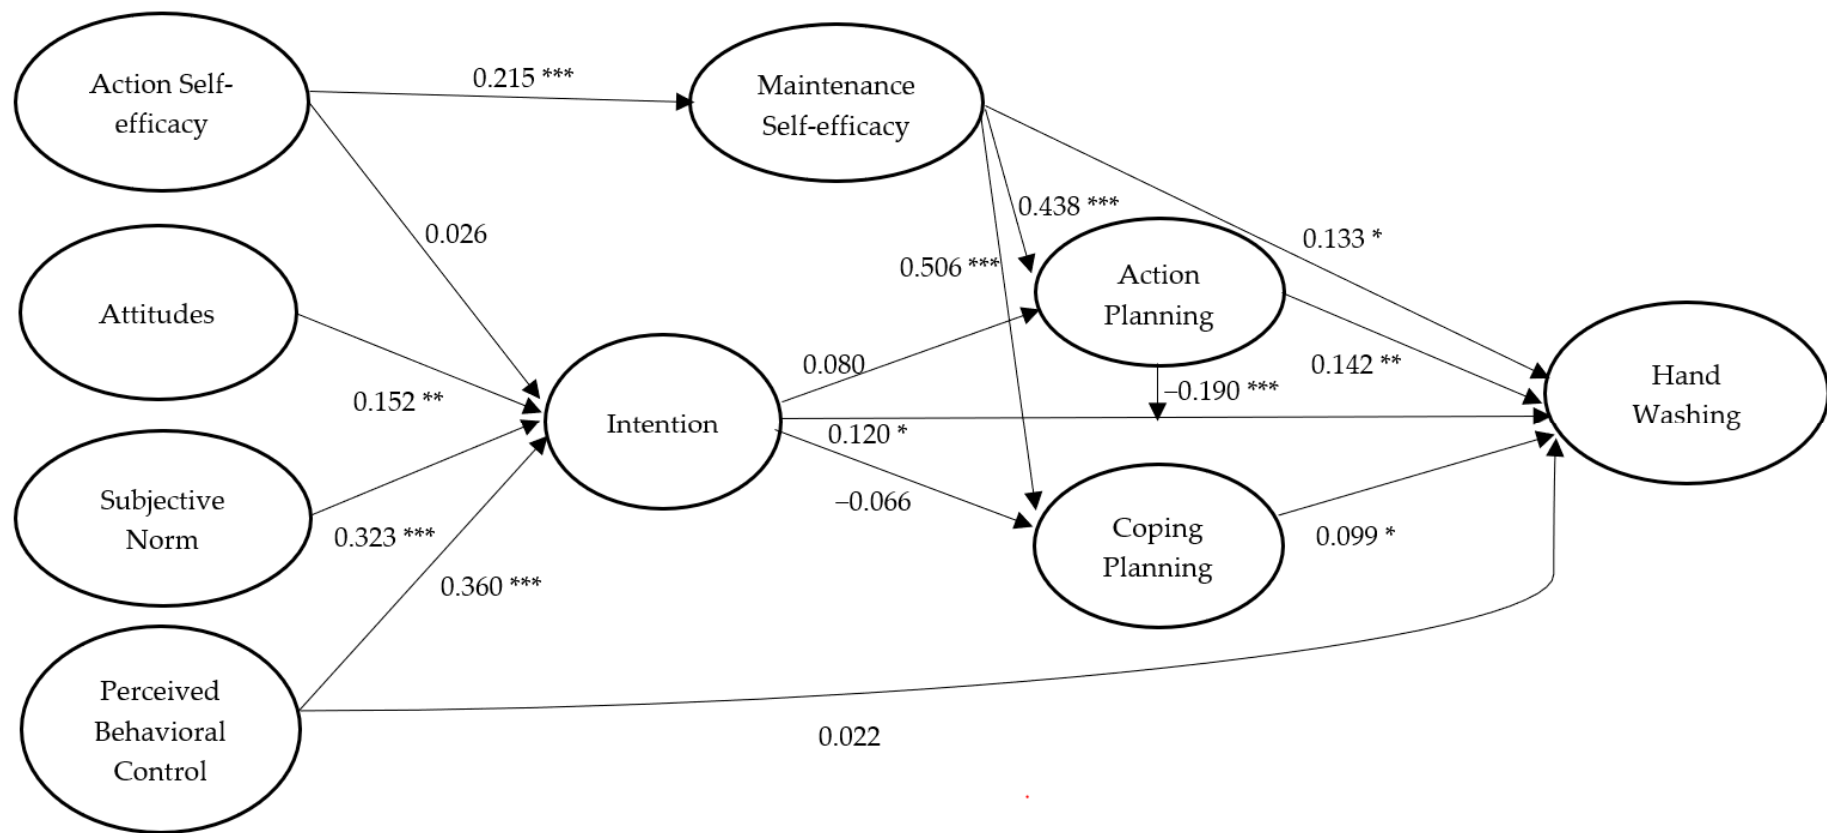 Action Self-
efficacy
0.215 ***
Maintenance
Self-efficacy
0.026
0.438 ***
0.506 ***
0.133 *
Attitudes
0.152 **
Action
Planning
0.142 **
Intention
0.080
−0.190 ***
0.120 *
−0.066
Hand
Washing
Subjective
Norm
0.323 ***
0.360 ***
Coping
Planning
0.099 *
Perceived
Behavioral
Control
0.022